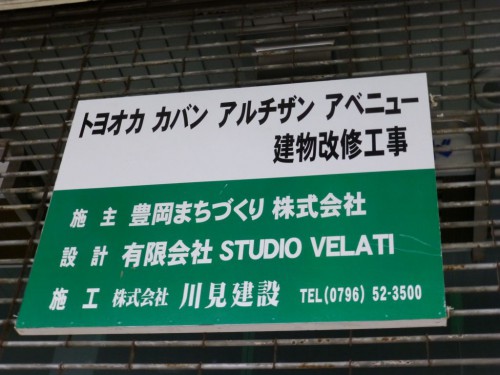 トヨオカ カバン アルチザン アベニュー
建物改修工事
施主 豊岡まちづくり 株式会社
設計 有限会社 STUDIO VELATI
施工 株式会社 川見建設 TEL(0796) 52-3500